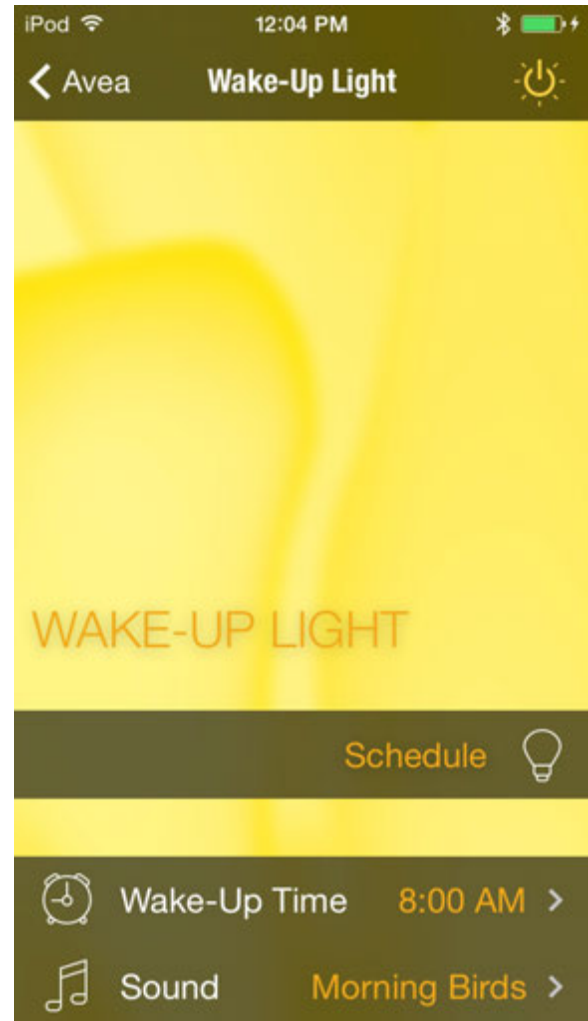 iPod 12:04 PM
Avea Wake-Up Light
WAKE-UP LIGHT
Schedule
Wake-Up Time 8:00 AM
Sound Morning Birds